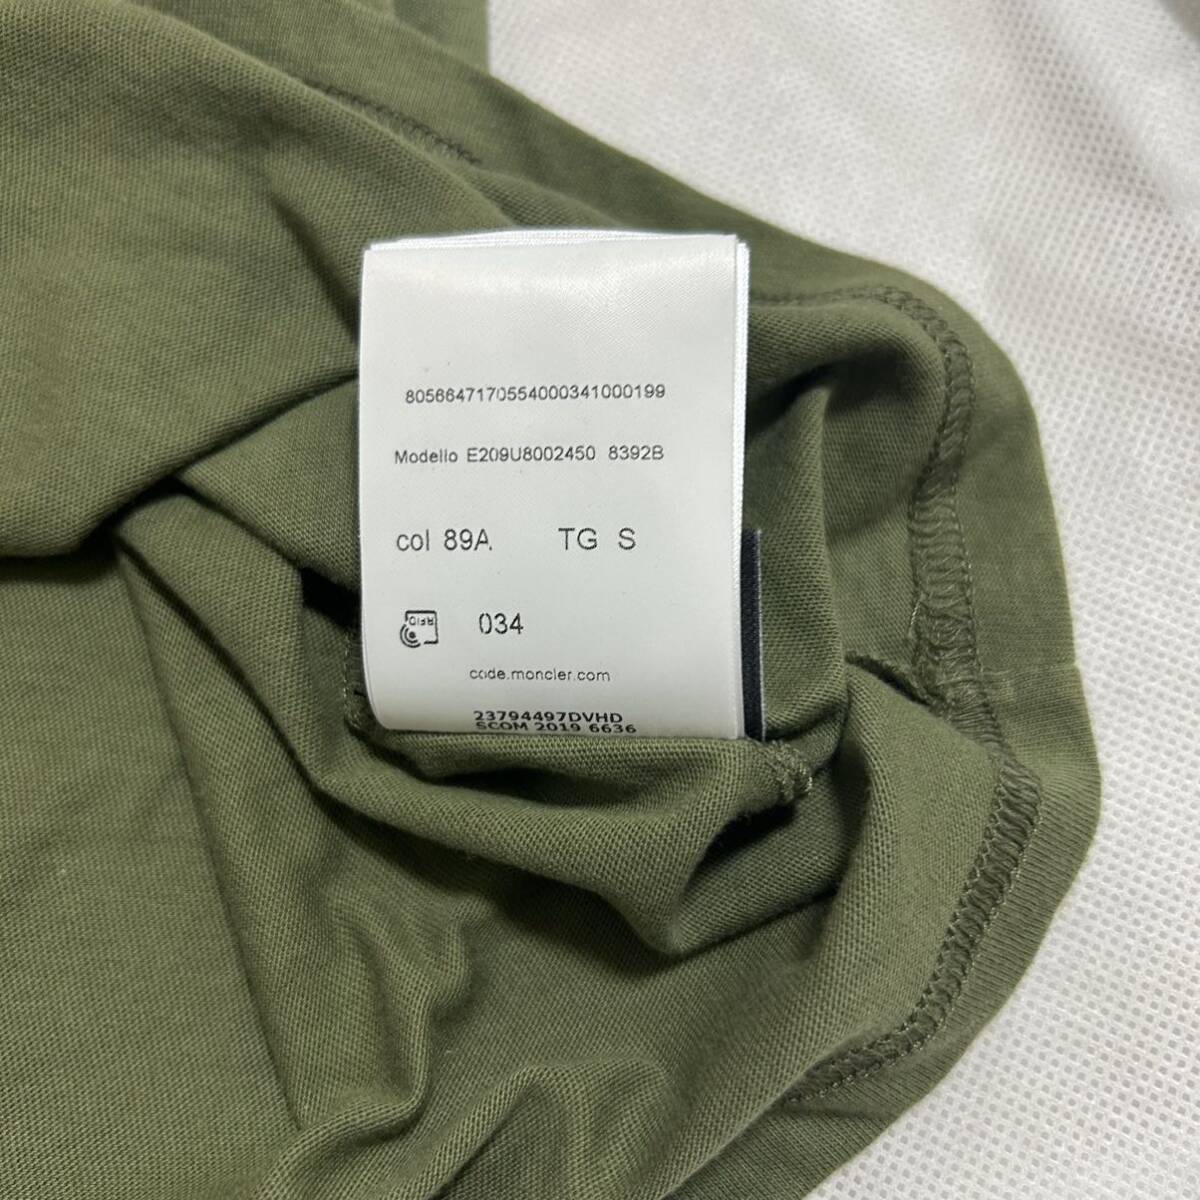 8056647170554000341000199
Modello E209U8002450 8392B
col 89A TG S
RFID 034
code.moncler.com
23794497DVHD
SCOM 2019 6636